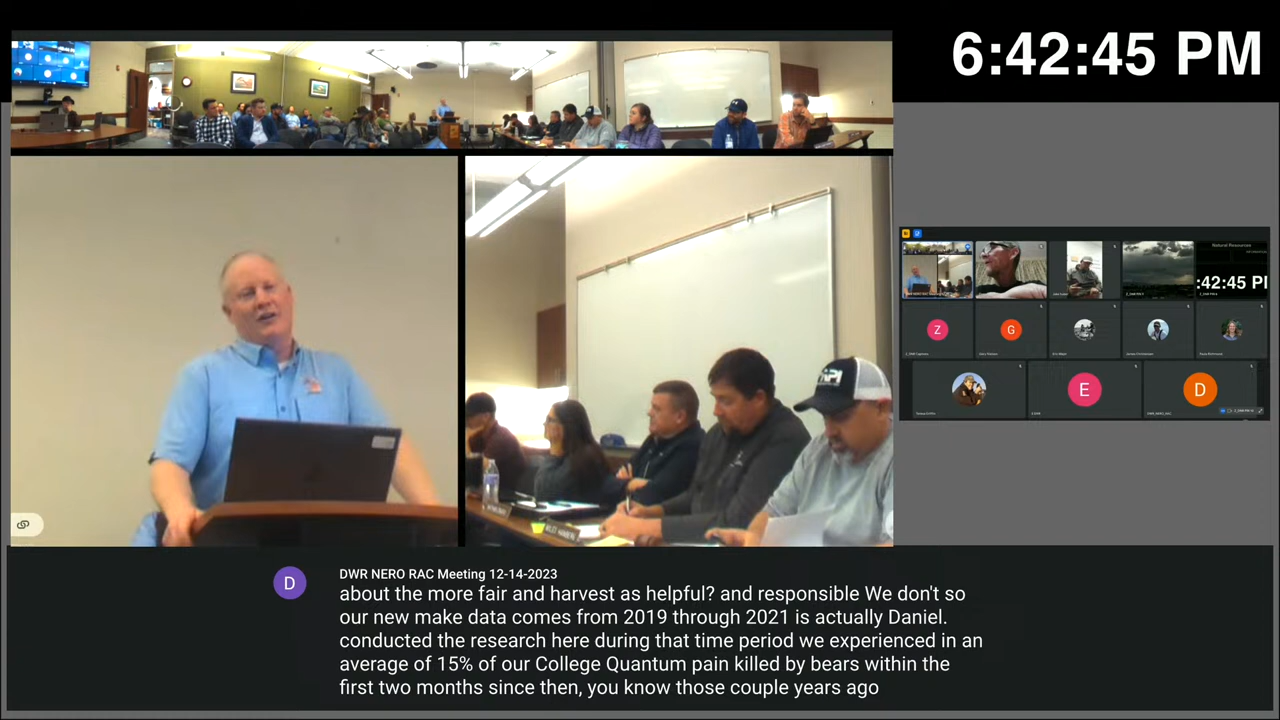 6:42:45 PM
Natural Resources
:42:45 PI
Z
G
E
D
D
DWR NERO RAC Meeting 12-14-2023
about the more fair and harvest as helpful? and responsible We don't so
our new make data comes from 2019 through 2021 is actually Daniel.
conducted the research here during that time period we experienced in an
average of 15% of our College Quantum pain killed by bears within the
first two months since then, you know those couple years ago